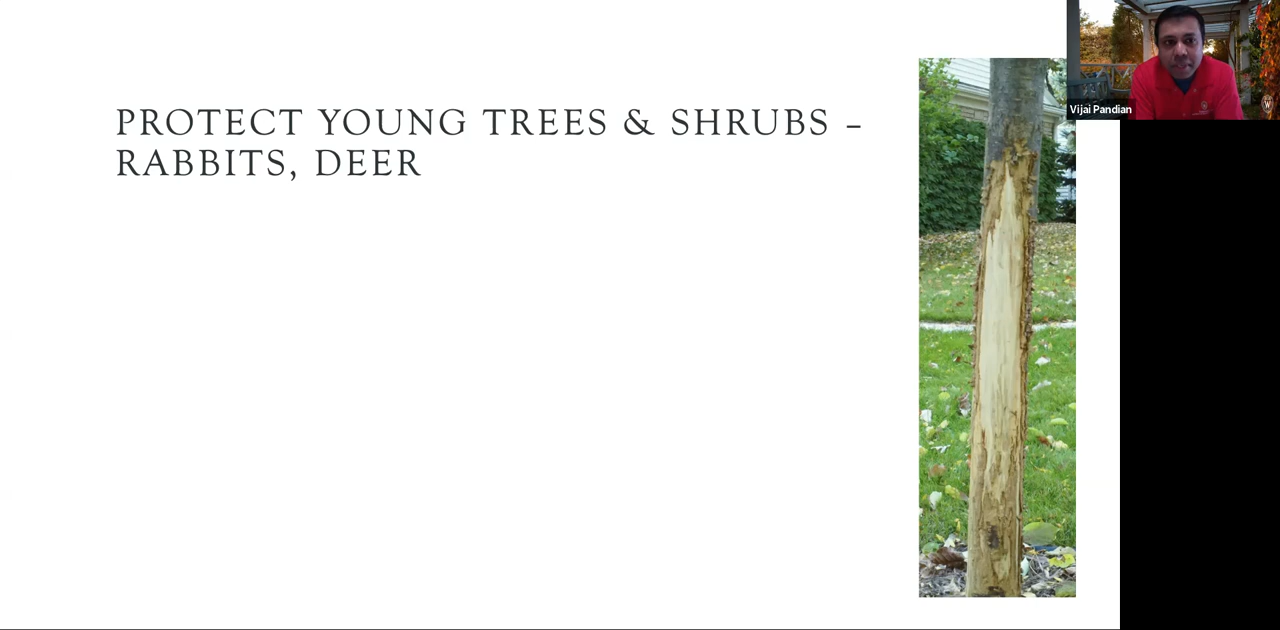 PROTECT YOUNG TREES & SHRUBS –
RABBITS, DEER
Vijai Pandian
W